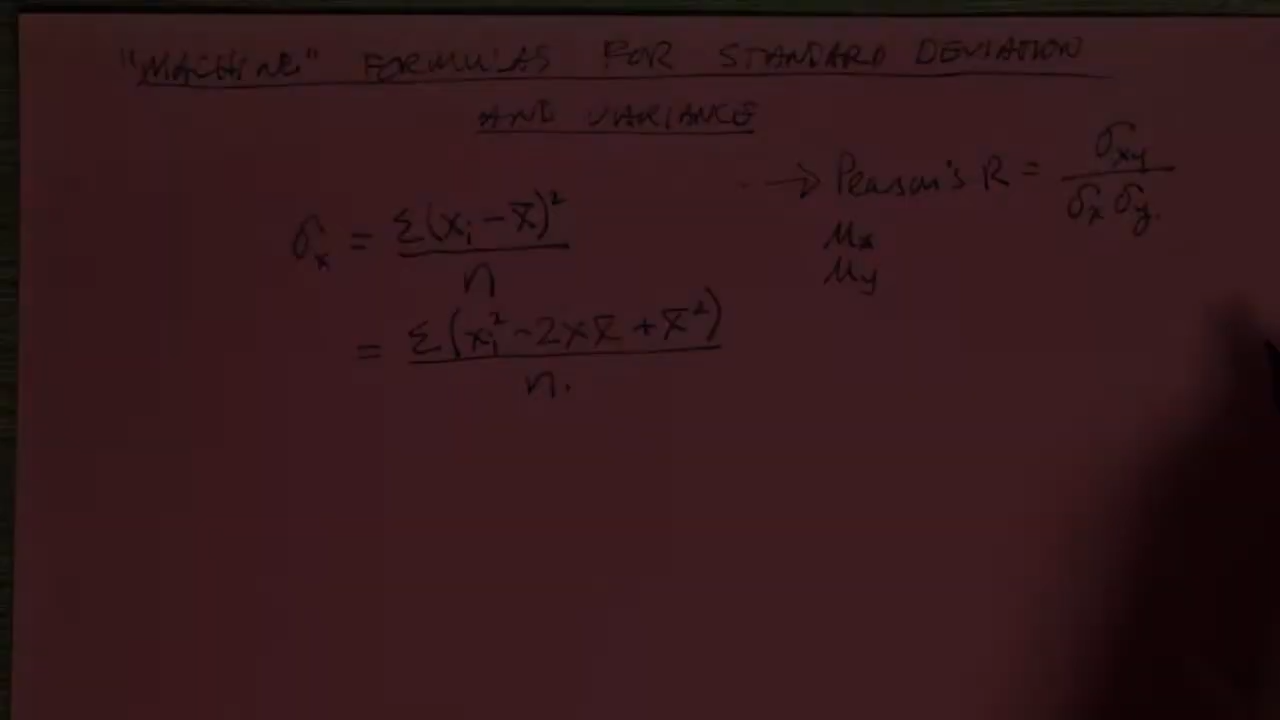 "MACHINE" FORMULAS FOR STANDARD DEVIATION
AND VARIANCE
→ Pearson's R = σxy / σx σy.
μx
μy
σx = Σ(xi - x̄)² / n
= Σ(xi² - 2xx̄ + x̄²) / n.